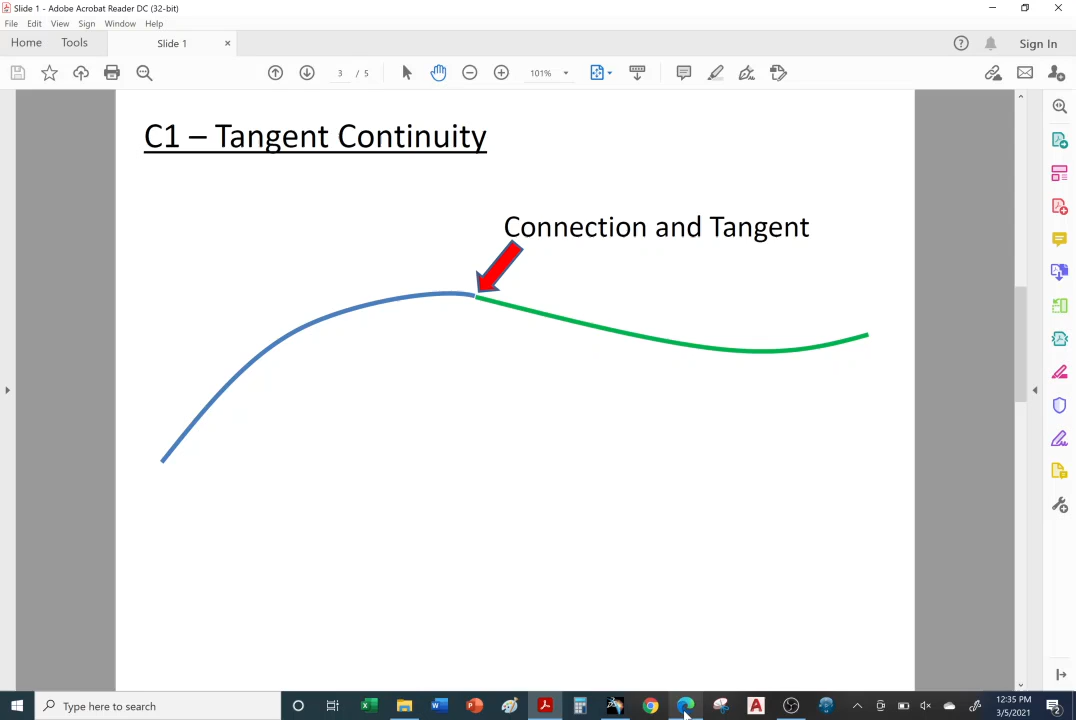 Slide 1 - Adobe Acrobat Reader DC (32-bit)
File Edit View Sign Window Help
Home Tools Slide 1 × Sign In
3 / 5 101%
C1 – Tangent Continuity
Connection and Tangent
Type here to search
12:35 PM
3/5/2021
2